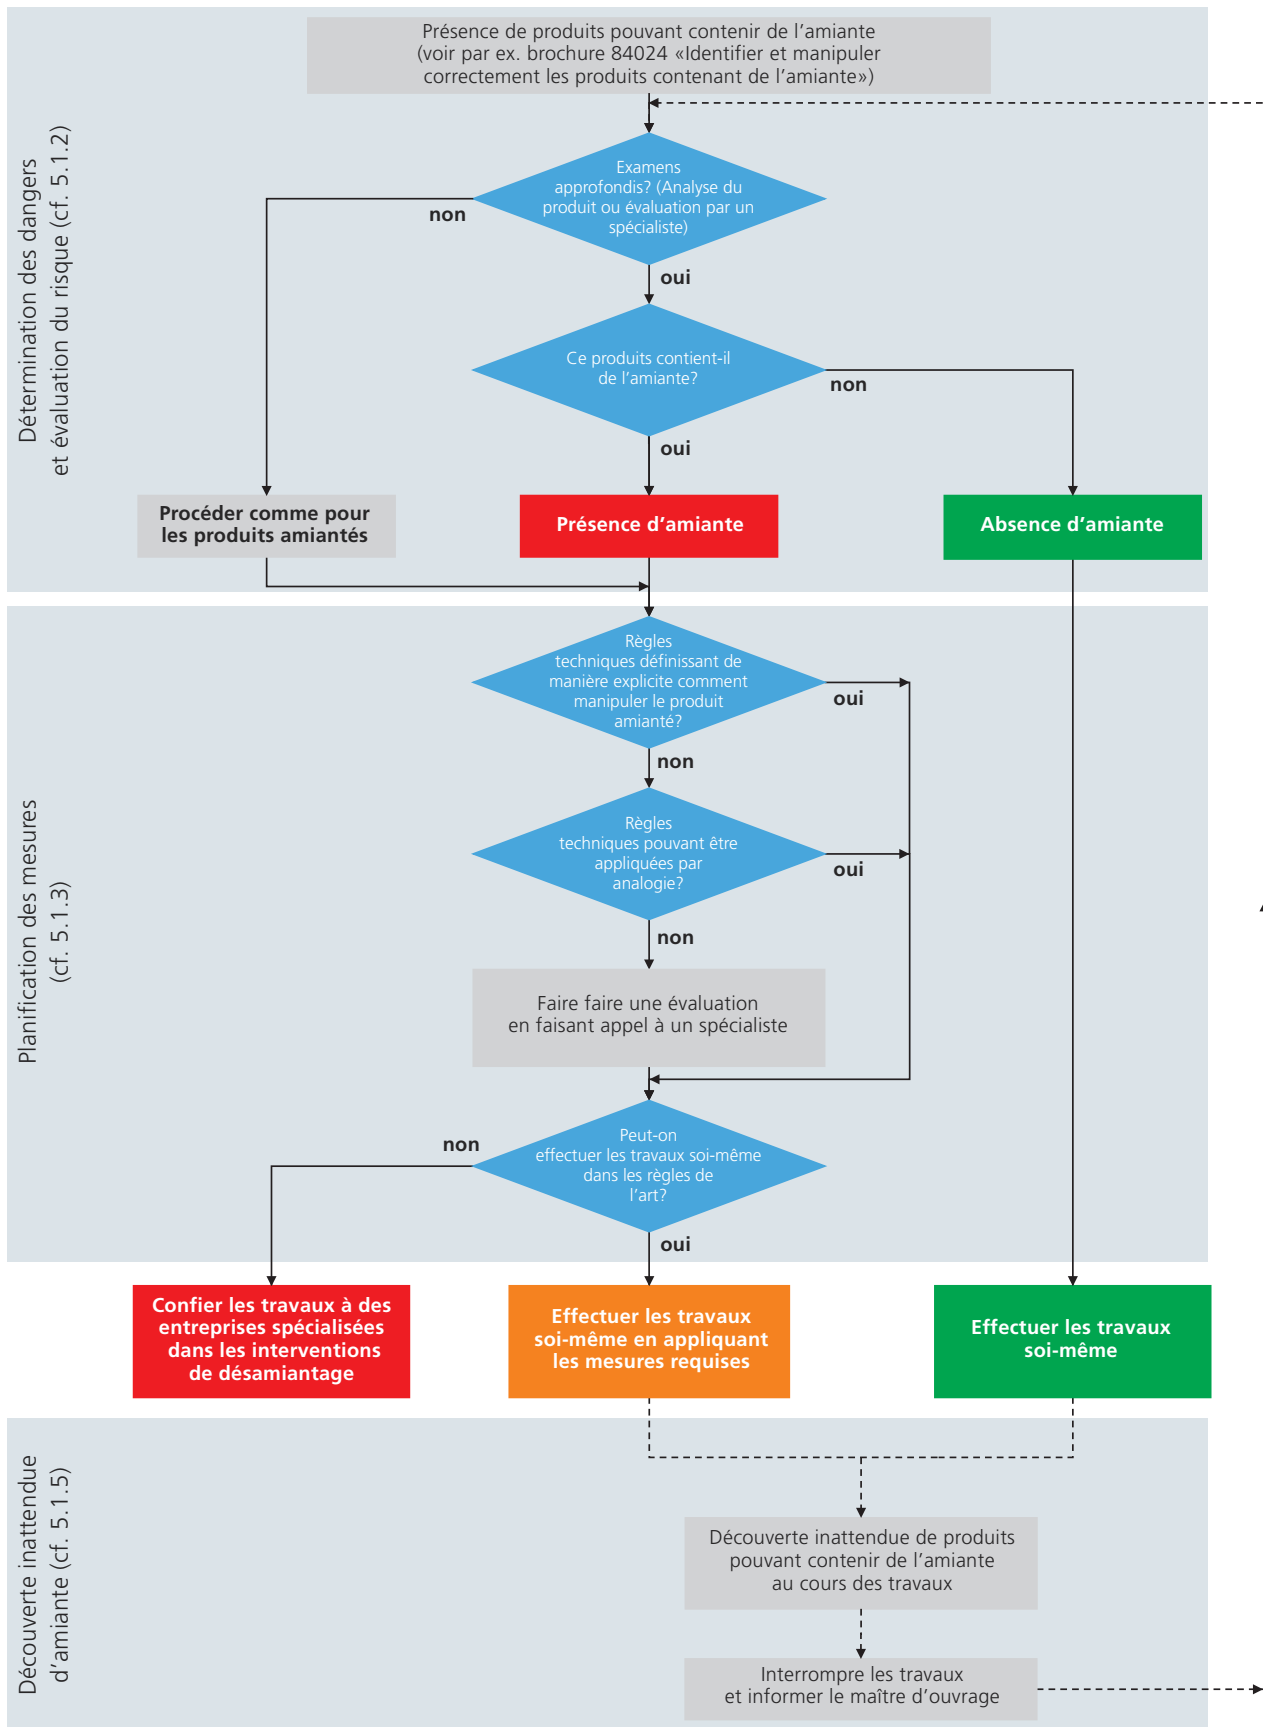 Présence de produits pouvant contenir de l’amiante
(voir par ex. brochure 84024 «Identifier et manipuler
correctement les produits contenant de l’amiante»)
Détermination des dangers
et évaluation du risque (cf. 5.1.2)
Examens
approfondis? (Analyse du
produit ou évaluation par un
spécialiste)
non
oui
Ce produits contient-il
de l’amiante?
non
oui
Procéder comme pour
les produits amiantés
Présence d’amiante
Absence d’amiante
Planification des mesures
(cf. 5.1.3)
Règles
techniques définissant de
manière explicite comment
manipuler le produit
amianté?
oui
non
Règles
techniques pouvant être
appliquées par
analogie?
oui
non
Faire faire une évaluation
en faisant appel à un spécialiste
Peut-on
effectuer les travaux soi-même
dans les règles de
l’art?
non
oui
Confier les travaux à des
entreprises spécialisées
dans les interventions
de désamiantage
Effectuer les travaux
soi-même en appliquant
les mesures requises
Effectuer les travaux
soi-même
Découverte inattendue
d’amiante (cf. 5.1.5)
Découverte inattendue de produits
pouvant contenir de l’amiante
au cours des travaux
Interrompre les travaux
et informer le maître d’ouvrage